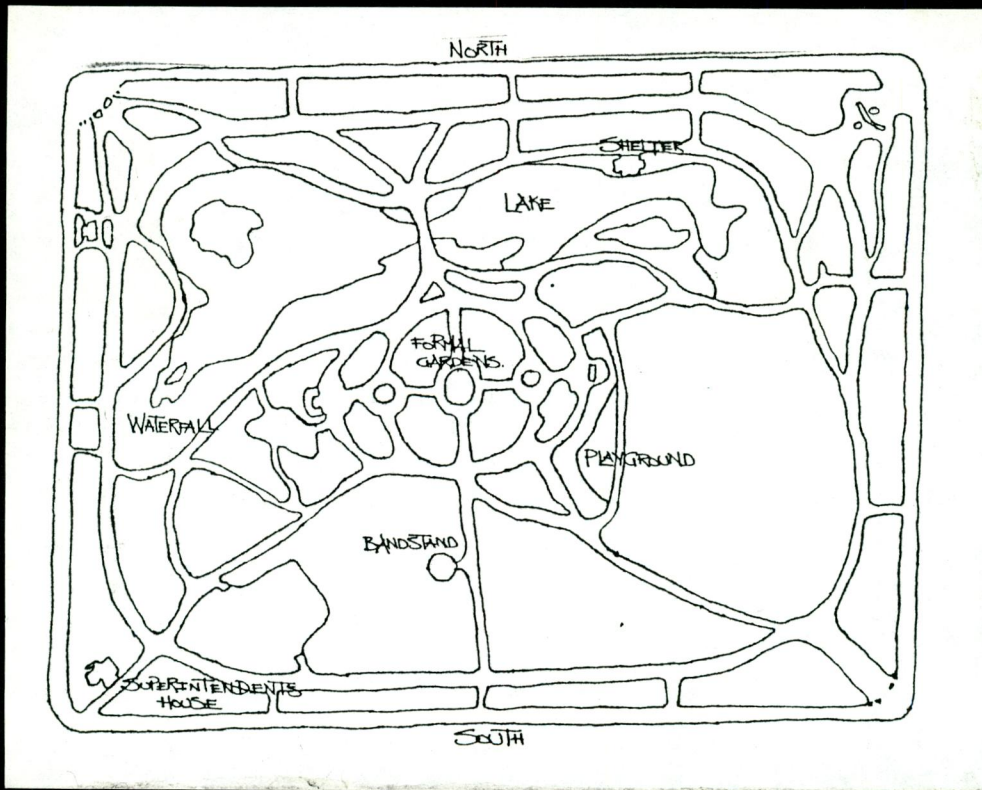 NORTH
SHELTER
LAKE
FORMAL
GARDENS.
WATERFALL
PLAYGROUND
BANDSTAND
SUPERINTENDENTS
HOUSE
SOUTH